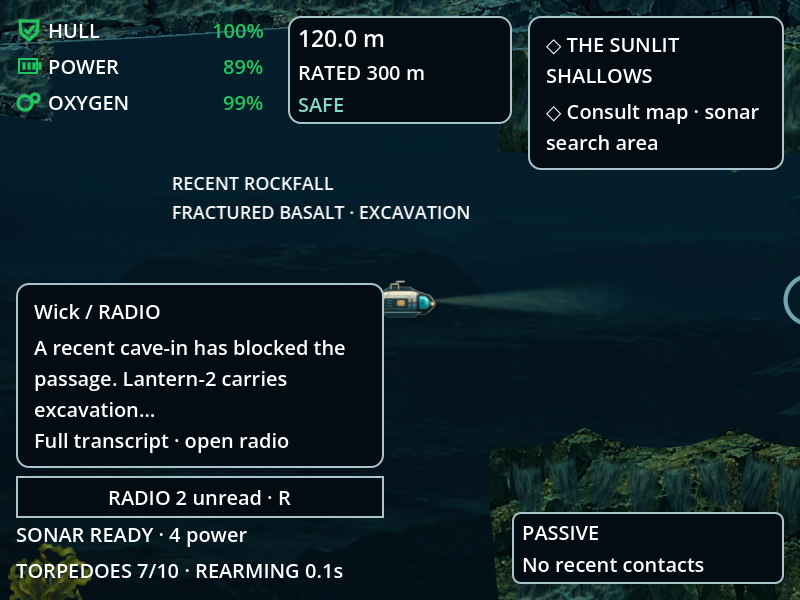 HULL 100%
POWER 89%
OXYGEN 99%
120.0 m
RATED 300 m
SAFE
◇ THE SUNLIT
SHALLOWS
◇ Consult map · sonar
search area
RECENT ROCKFALL
FRACTURED BASALT · EXCAVATION
Wick / RADIO
A recent cave-in has blocked the
passage. Lantern-2 carries
excavation...
Full transcript · open radio
RADIO 2 unread · R
SONAR READY · 4 power
TORPEDOES 7/10 · REARMING 0.1s
PASSIVE
No recent contacts